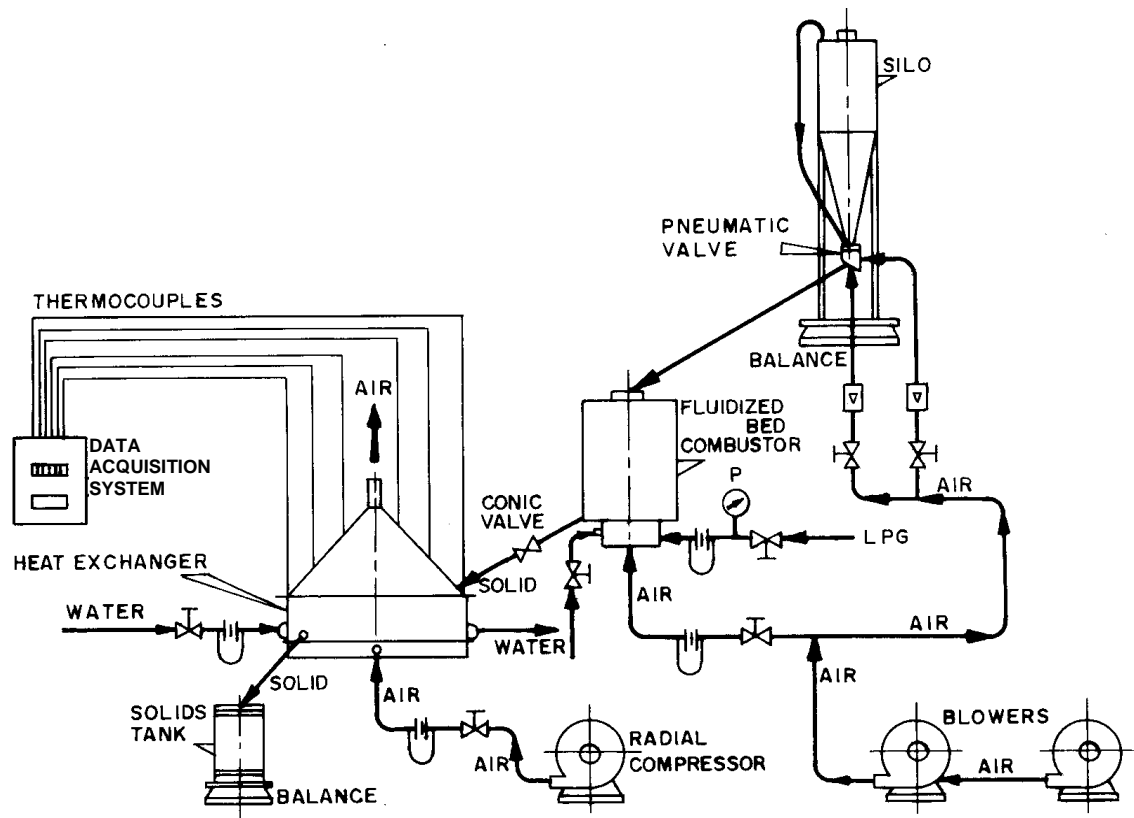 SILO
PNEUMATIC
VALVE
THERMOCOUPLES
BALANCE
AIR
FLUIDIZED
BED
COMBUSTOR
DATA
ACQUISITION
SYSTEM
P
AIR
CONIC
VALVE
LPG
HEAT EXCHANGER
SOLID
AIR
WATER
AIR
WATER
SOLID
AIR
AIR
SOLIDS
TANK
BLOWERS
RADIAL
COMPRESSOR
AIR
AIR
BALANCE